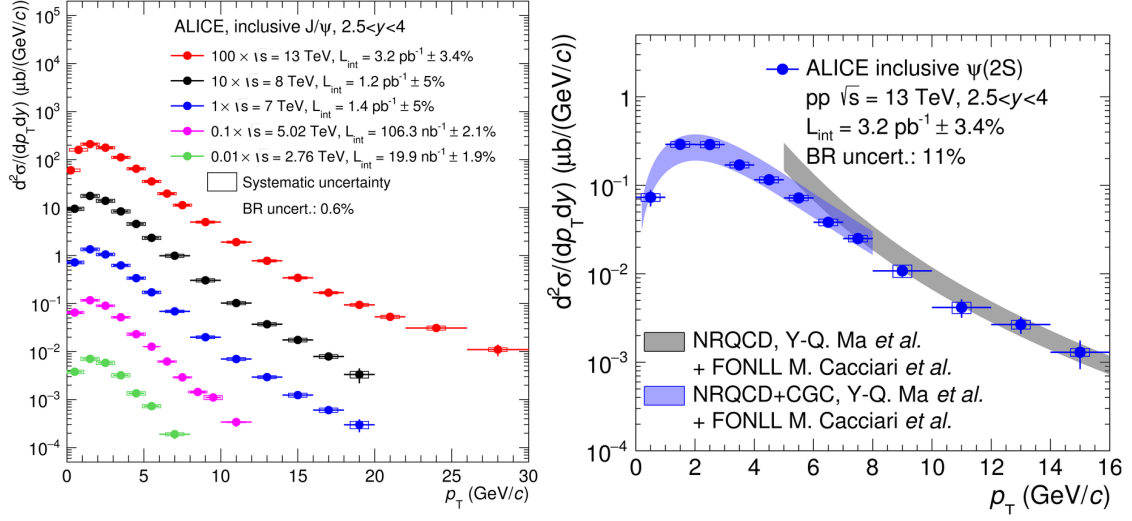 d²σ/(dp_T dy) (μb/(GeV/c))
10⁵
10⁴
10³
10²
10
1
10⁻¹
10⁻²
10⁻³
10⁻⁴
ALICE, inclusive J/ψ, 2.5<y<4
100 × √s = 13 TeV, L_int = 3.2 pb⁻¹ ± 3.4%
10 × √s = 8 TeV, L_int = 1.2 pb⁻¹ ± 5%
1 × √s = 7 TeV, L_int = 1.4 pb⁻¹ ± 5%
0.1 × √s = 5.02 TeV, L_int = 106.3 nb⁻¹ ± 2.1%
0.01 × √s = 2.76 TeV, L_int = 19.9 nb⁻¹ ± 1.9%
Systematic uncertainty
BR uncert.: 0.6%
0 5 10 15 20 25 30
p_T (GeV/c)
d²σ/(dp_T dy) (μb/(GeV/c))
1
10⁻¹
10⁻²
10⁻³
10⁻⁴
ALICE inclusive ψ(2S)
pp √s = 13 TeV, 2.5<y<4
L_int = 3.2 pb⁻¹ ± 3.4%
BR uncert.: 11%
NRQCD, Y-Q. Ma et al.
+ FONLL M. Cacciari et al.
NRQCD+CGC, Y-Q. Ma et al.
+ FONLL M. Cacciari et al.
0 2 4 6 8 10 12 14 16
p_T (GeV/c)